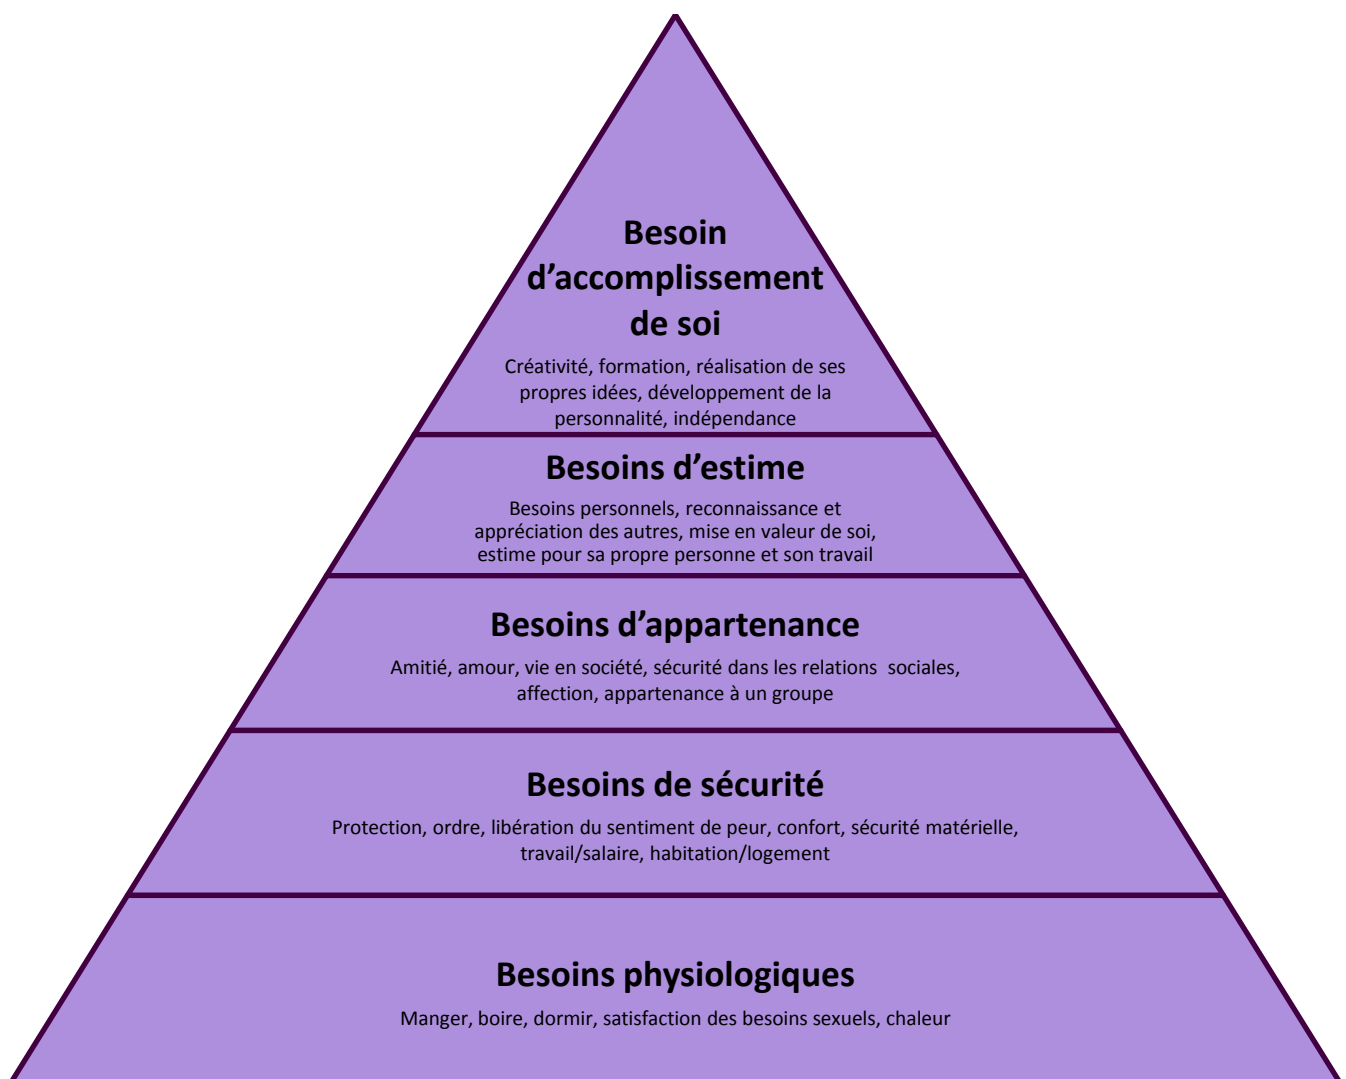 Besoin
d’accomplissement
de soi
Créativité, formation, réalisation de ses
propres idées, développement de la
personnalité, indépendance
Besoins d’estime
Besoins personnels, reconnaissance et
appréciation des autres, mise en valeur de soi,
estime pour sa propre personne et son travail
Besoins d’appartenance
Amitié, amour, vie en société, sécurité dans les relations  sociales,
affection, appartenance à un groupe
Besoins de sécurité
Protection, ordre, libération du sentiment de peur, confort, sécurité matérielle,
travail/salaire, habitation/logement
Besoins physiologiques
Manger, boire, dormir, satisfaction des besoins sexuels, chaleur